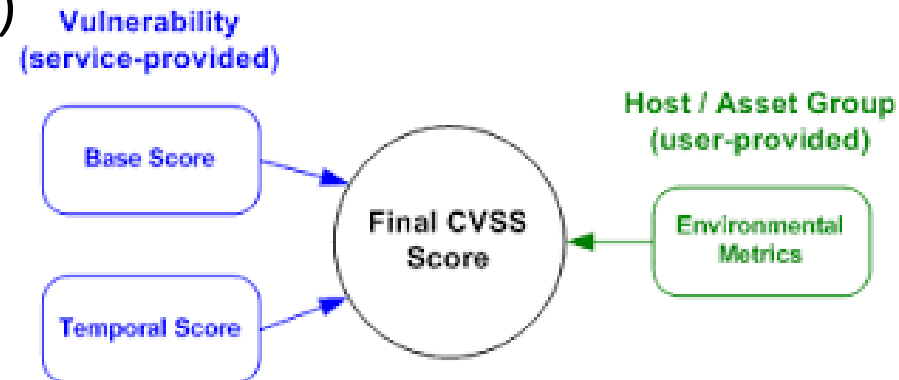 )
Vulnerability
(service-provided)
Base Score
Temporal Score
Final CVSS
Score
Host / Asset Group
(user-provided)
Environmental
Metrics